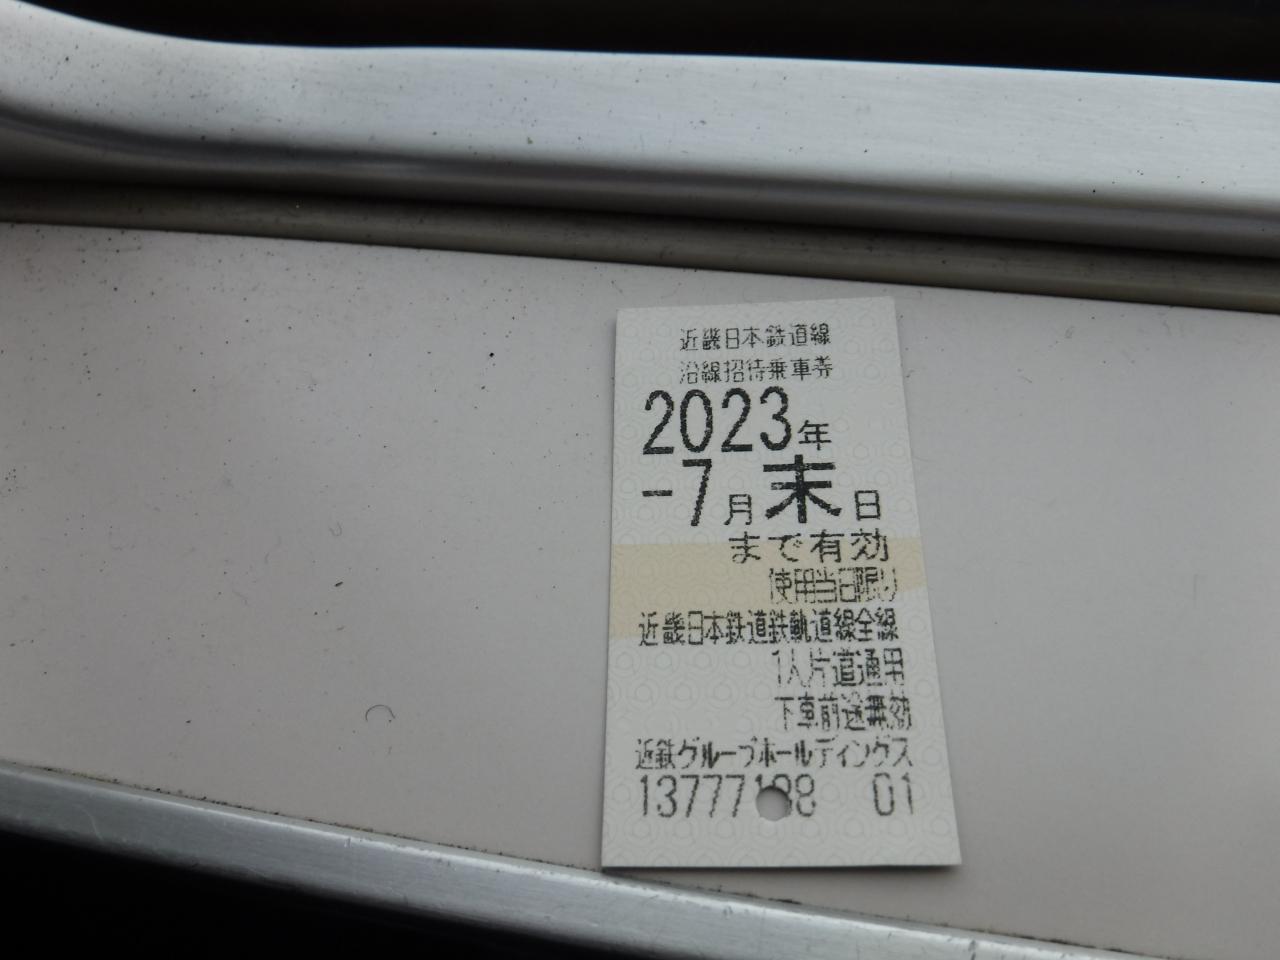 近畿日本鉄道線
沿線招待乗車券
2023年
-7月末日
まで有効
使用当日限り
近畿日本鉄道鉄軌道線全線
1人片道通用
下車前途無効
近鉄グループホールディングス
13777188 01